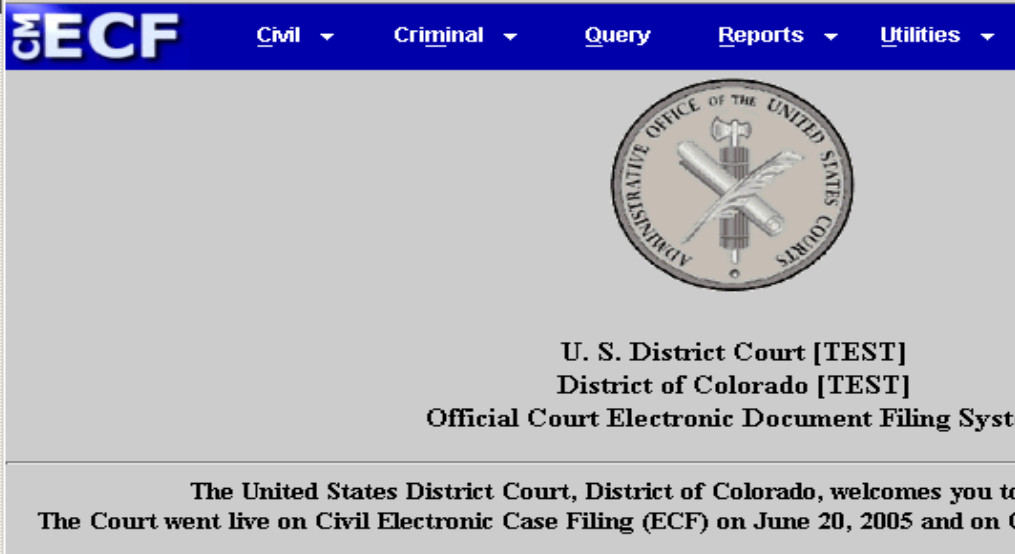 CM ECF Civil Criminal Query Reports Utilities
ADMINISTRATIVE OFFICE OF THE UNITED STATES COURTS
U. S. District Court [TEST]
District of Colorado [TEST]
Official Court Electronic Document Filing Syst
The United States District Court, District of Colorado, welcomes you to
The Court went live on Civil Electronic Case Filing (ECF) on June 20, 2005 and on